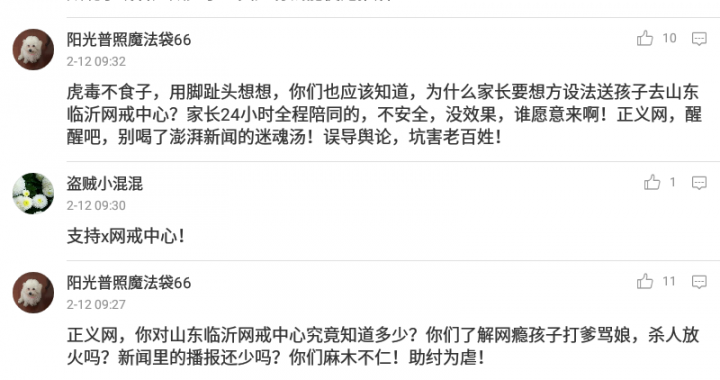 阳光普照魔法袋66
10
2-12 09:32
虎毒不食子，用脚趾头想想，你们也应该知道，为什么家长要想方设法送孩子去山东
临沂网戒中心？家长24小时全程陪同的，不安全，没效果，谁愿意来啊！正义网，醒
醒吧，别喝了澎湃新闻的迷魂汤！误导舆论，坑害老百姓！
盗贼小混混
1
2-12 09:30
支持x网戒中心！
阳光普照魔法袋66
11
2-12 09:27
正义网，你对山东临沂网戒中心究竟知道多少？你们了解网瘾孩子打爹骂娘，杀人放
火吗？新闻里的播报还少吗？你们麻木不仁！助纣为虐！